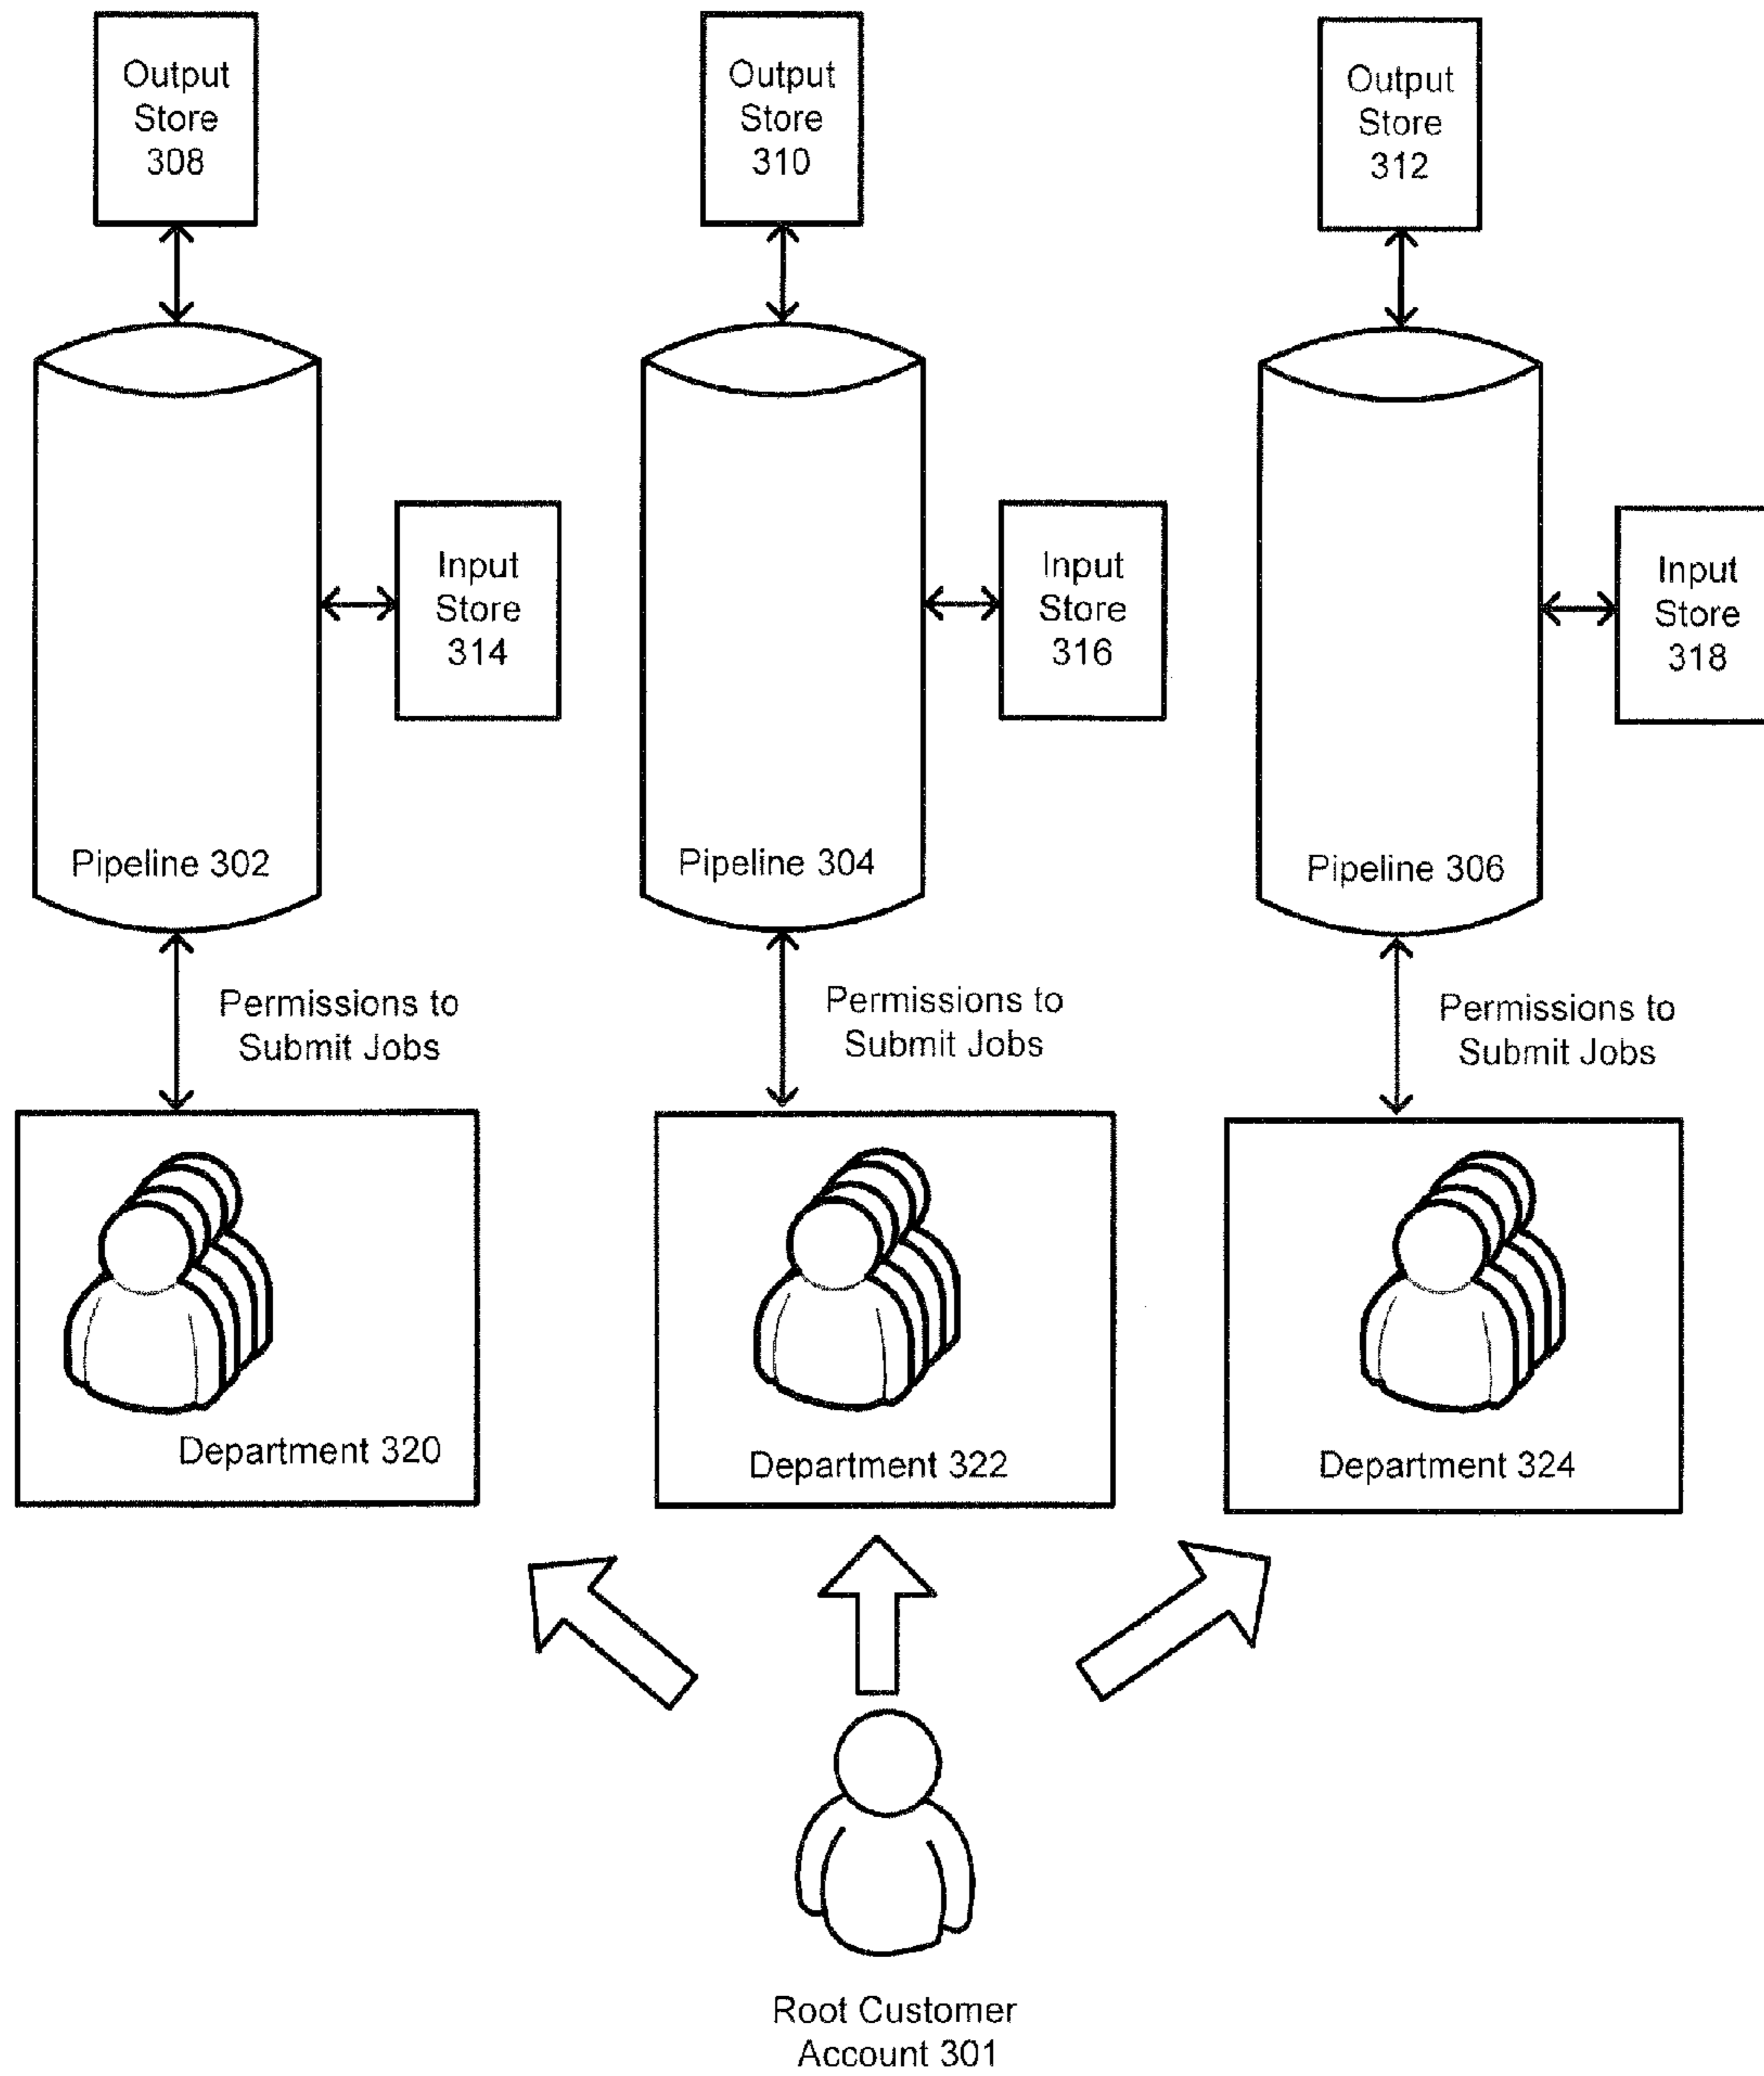 Output
Store
308
Output
Store
310
Output
Store
312
Input
Store
314
Input
Store
316
Input
Store
318
Pipeline 302
Pipeline 304
Pipeline 306
Permissions to
Submit Jobs
Permissions to
Submit Jobs
Permissions to
Submit Jobs
Department 320
Department 322
Department 324
Root Customer
Account 301